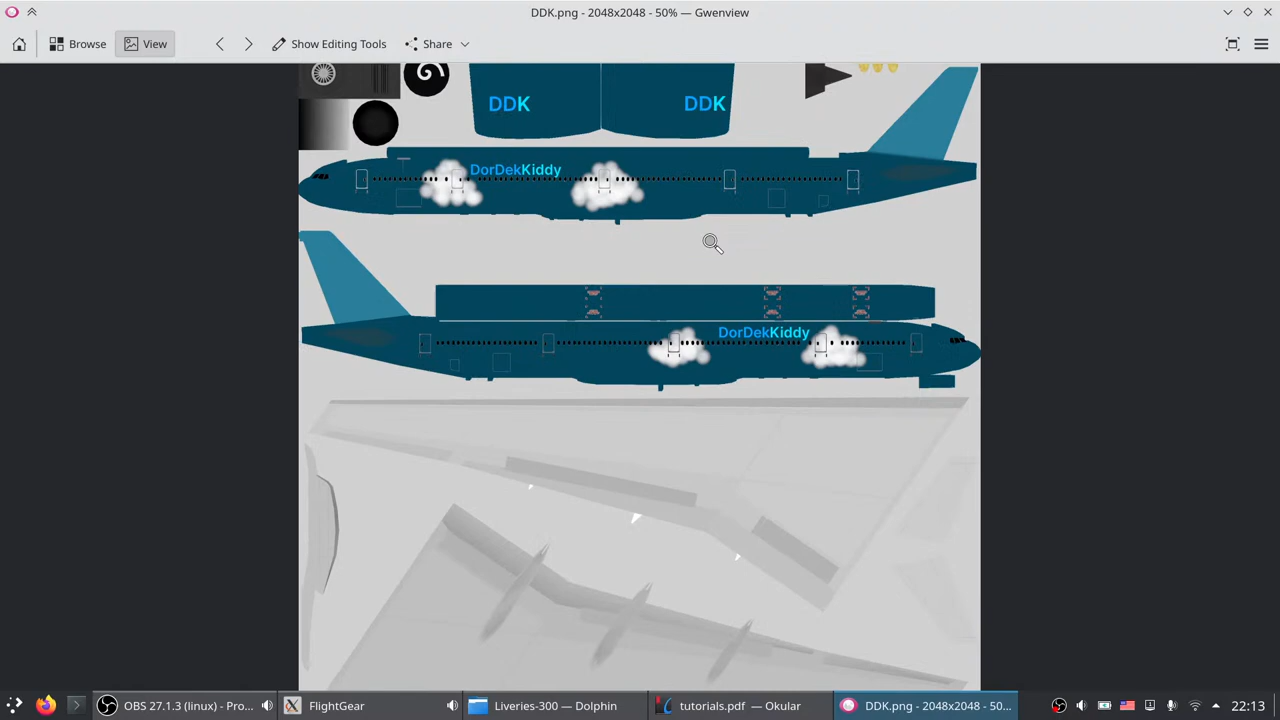 DDK.png - 2048x2048 - 50% — Gwenview
Browse
View
Show Editing Tools
Share
DDK
DDK
DorDekKiddy
DorDekKiddy
OBS 27.1.3 (linux) - Pro...
FlightGear
Liveries-300 — Dolphin
tutorials.pdf — Okular
DDK.png - 2048x2048 - 50...
22:13